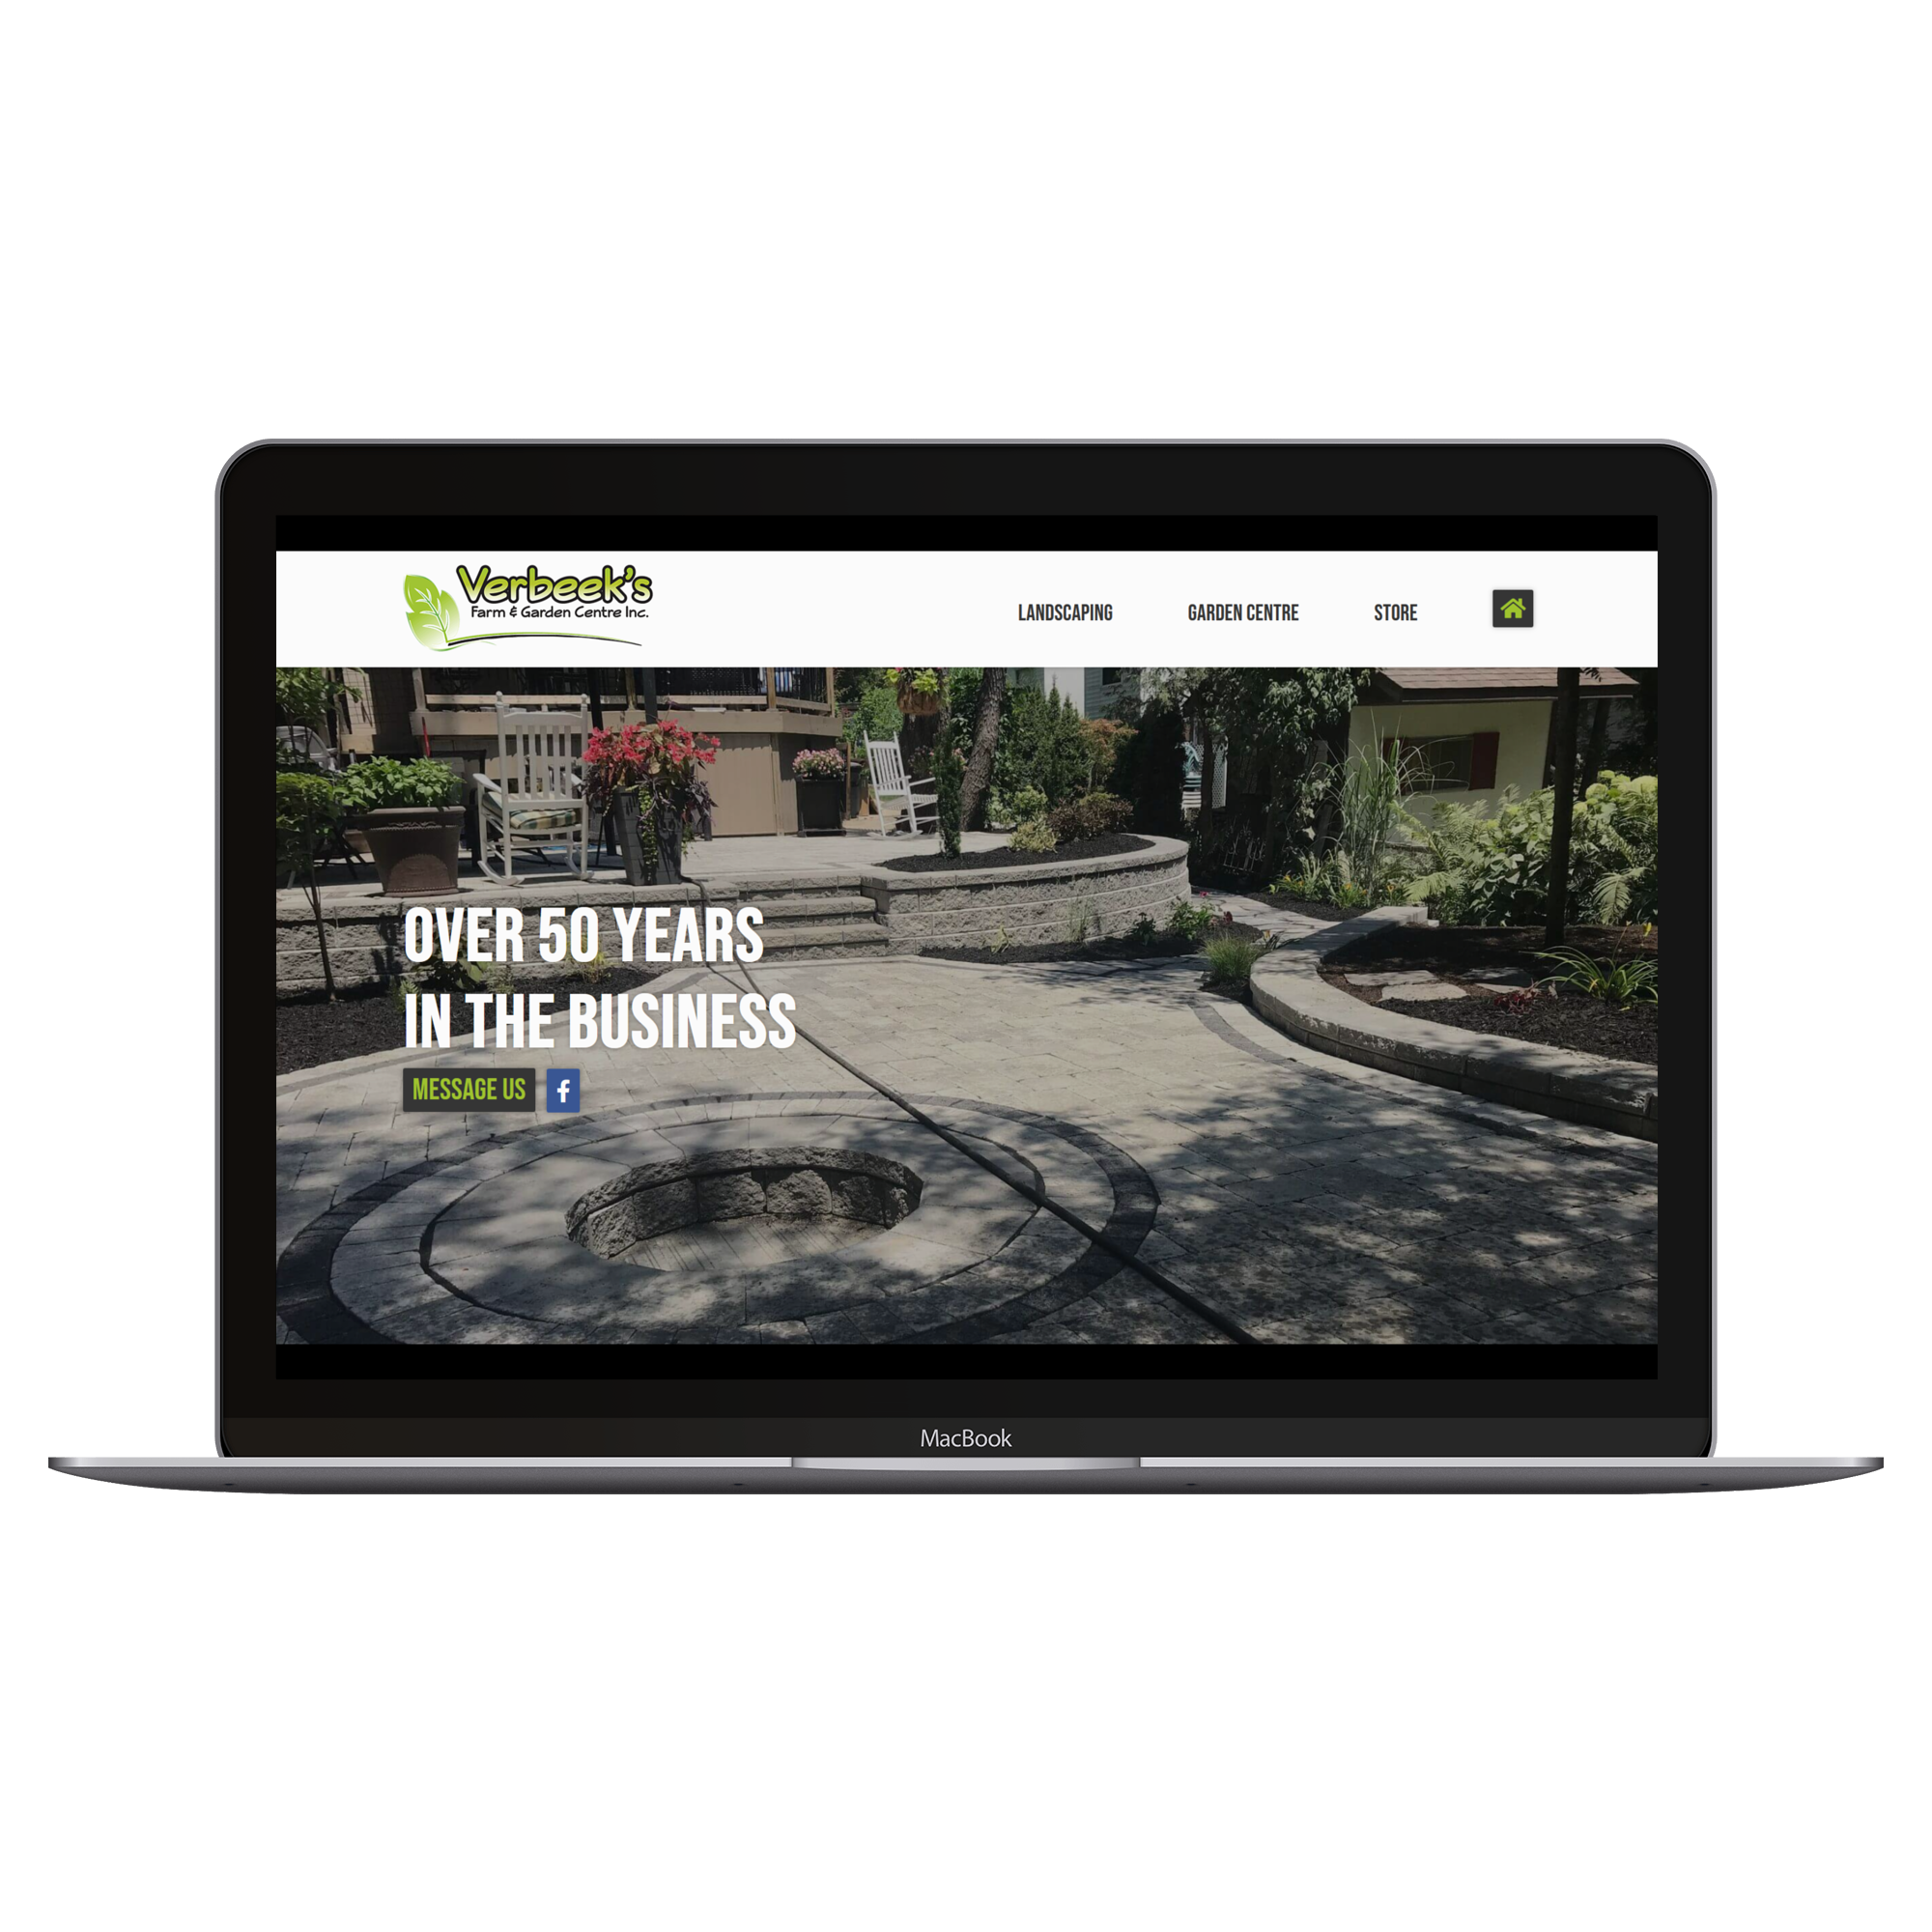 Verbeek's
Farm & Garden Centre Inc.
LANDSCAPING
GARDEN CENTRE
STORE
OVER 50 YEARS
IN THE BUSINESS
MESSAGE US
MacBook